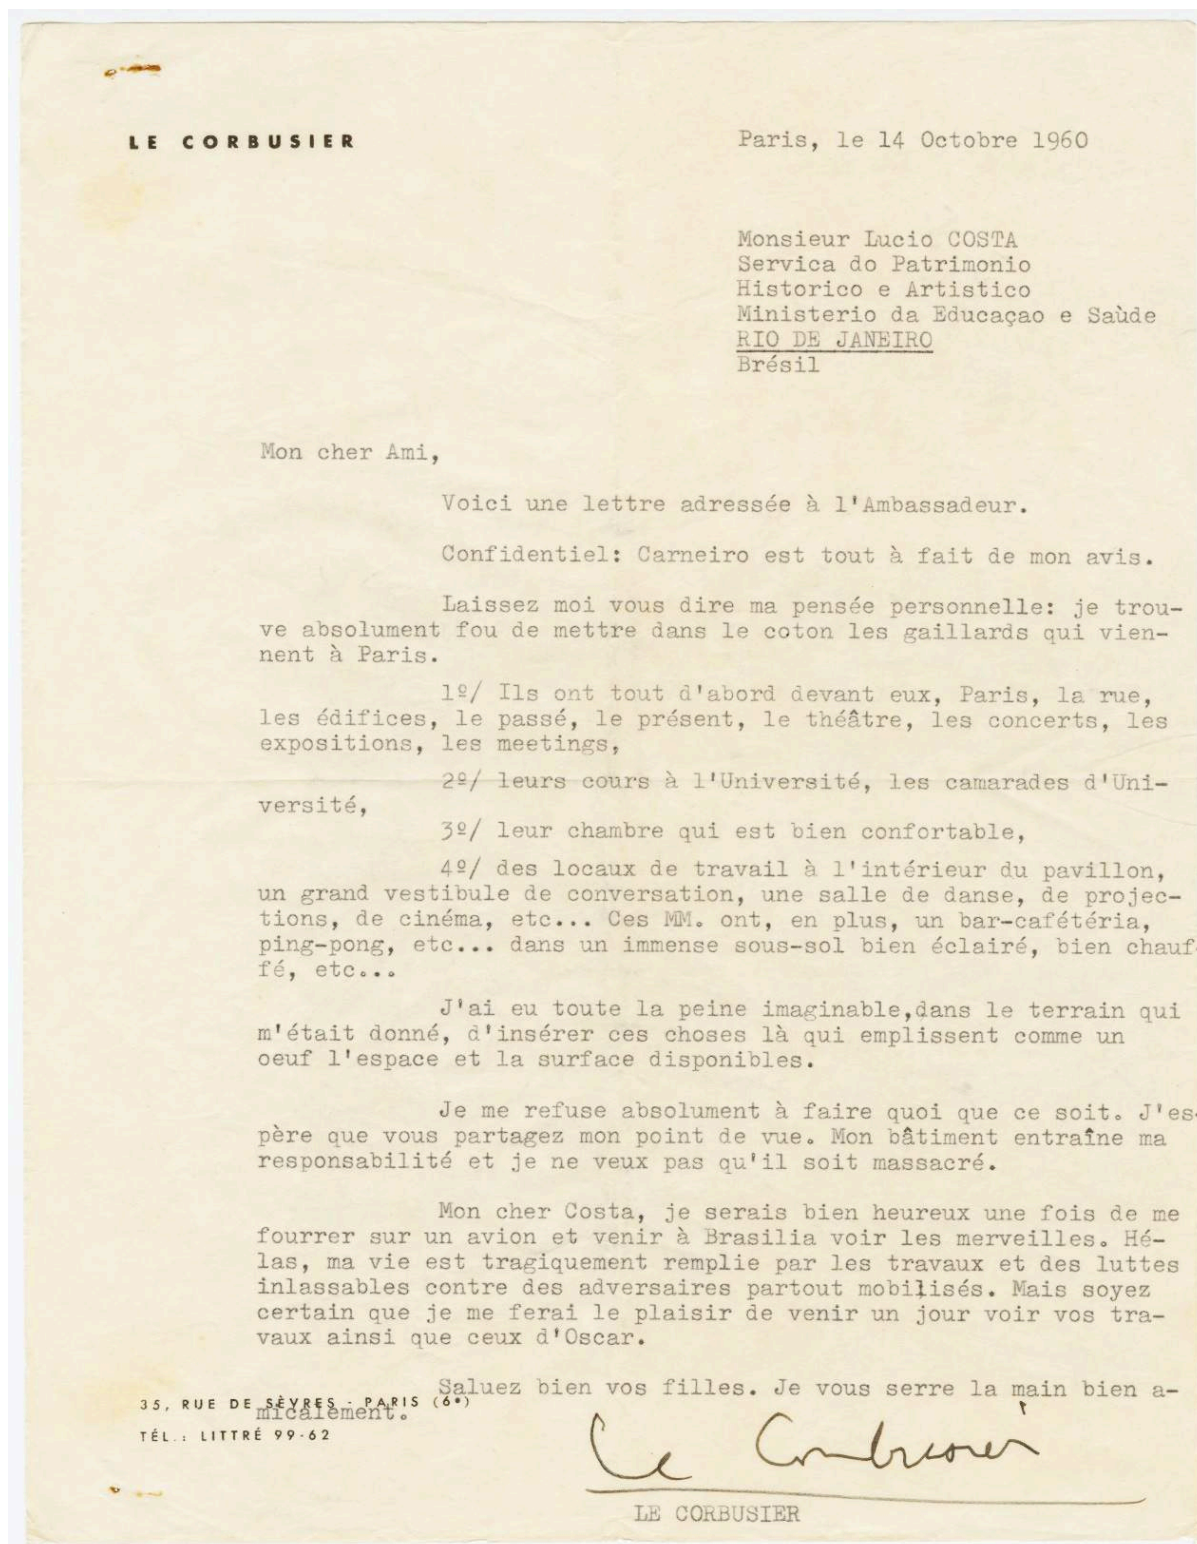 LE CORBUSIER
Paris, le 14 Octobre 1960
Monsieur Lucio COSTA
Servica do Patrimonio
Historico e Artistico
Ministerio da Educaçao e Saùde
RIO DE JANEIRO
Brésil
Mon cher Ami,
Voici une lettre adressée à l'Ambassadeur.
Confidentiel: Carneiro est tout à fait de mon avis.
Laissez moi vous dire ma pensée personnelle: je trou-
ve absolument fou de mettre dans le coton les gaillards qui vien-
nent à Paris.
1º/ Ils ont tout d'abord devant eux, Paris, la rue,
les édifices, le passé, le présent, le théâtre, les concerts, les
expositions, les meetings,
2º/ leurs cours à l'Université, les camarades d'Uni-
versité,
3º/ leur chambre qui est bien confortable,
4º/ des locaux de travail à l'intérieur du pavillon,
un grand vestibule de conversation, une salle de danse, de projec-
tions, de cinéma, etc... Ces MM. ont, en plus, un bar-cafétéria,
ping-pong, etc... dans un immense sous-sol bien éclairé, bien chauf-
fé, etc...
J'ai eu toute la peine imaginable,dans le terrain qui
m'était donné, d'insérer ces choses là qui emplissent comme un
oeuf l'espace et la surface disponibles.
Je me refuse absolument à faire quoi que ce soit. J'es-
père que vous partagez mon point de vue. Mon bâtiment entraîne ma
responsabilité et je ne veux pas qu'il soit massacré.
Mon cher Costa, je serais bien heureux une fois de me
fourrer sur un avion et venir à Brasilia voir les merveilles. Hé-
las, ma vie est tragiquement remplie par les travaux et des luttes
inlassables contre des adversaires partout mobilisés. Mais soyez
certain que je me ferai le plaisir de venir un jour voir vos tra-
vaux ainsi que ceux d'Oscar.
Saluez bien vos filles. Je vous serre la main bien a-
micalement.
35, RUE DE SÈVRES - PARIS (6e)
TÉL.: LITTRÉ 99-62
Le Corbusier
LE CORBUSIER